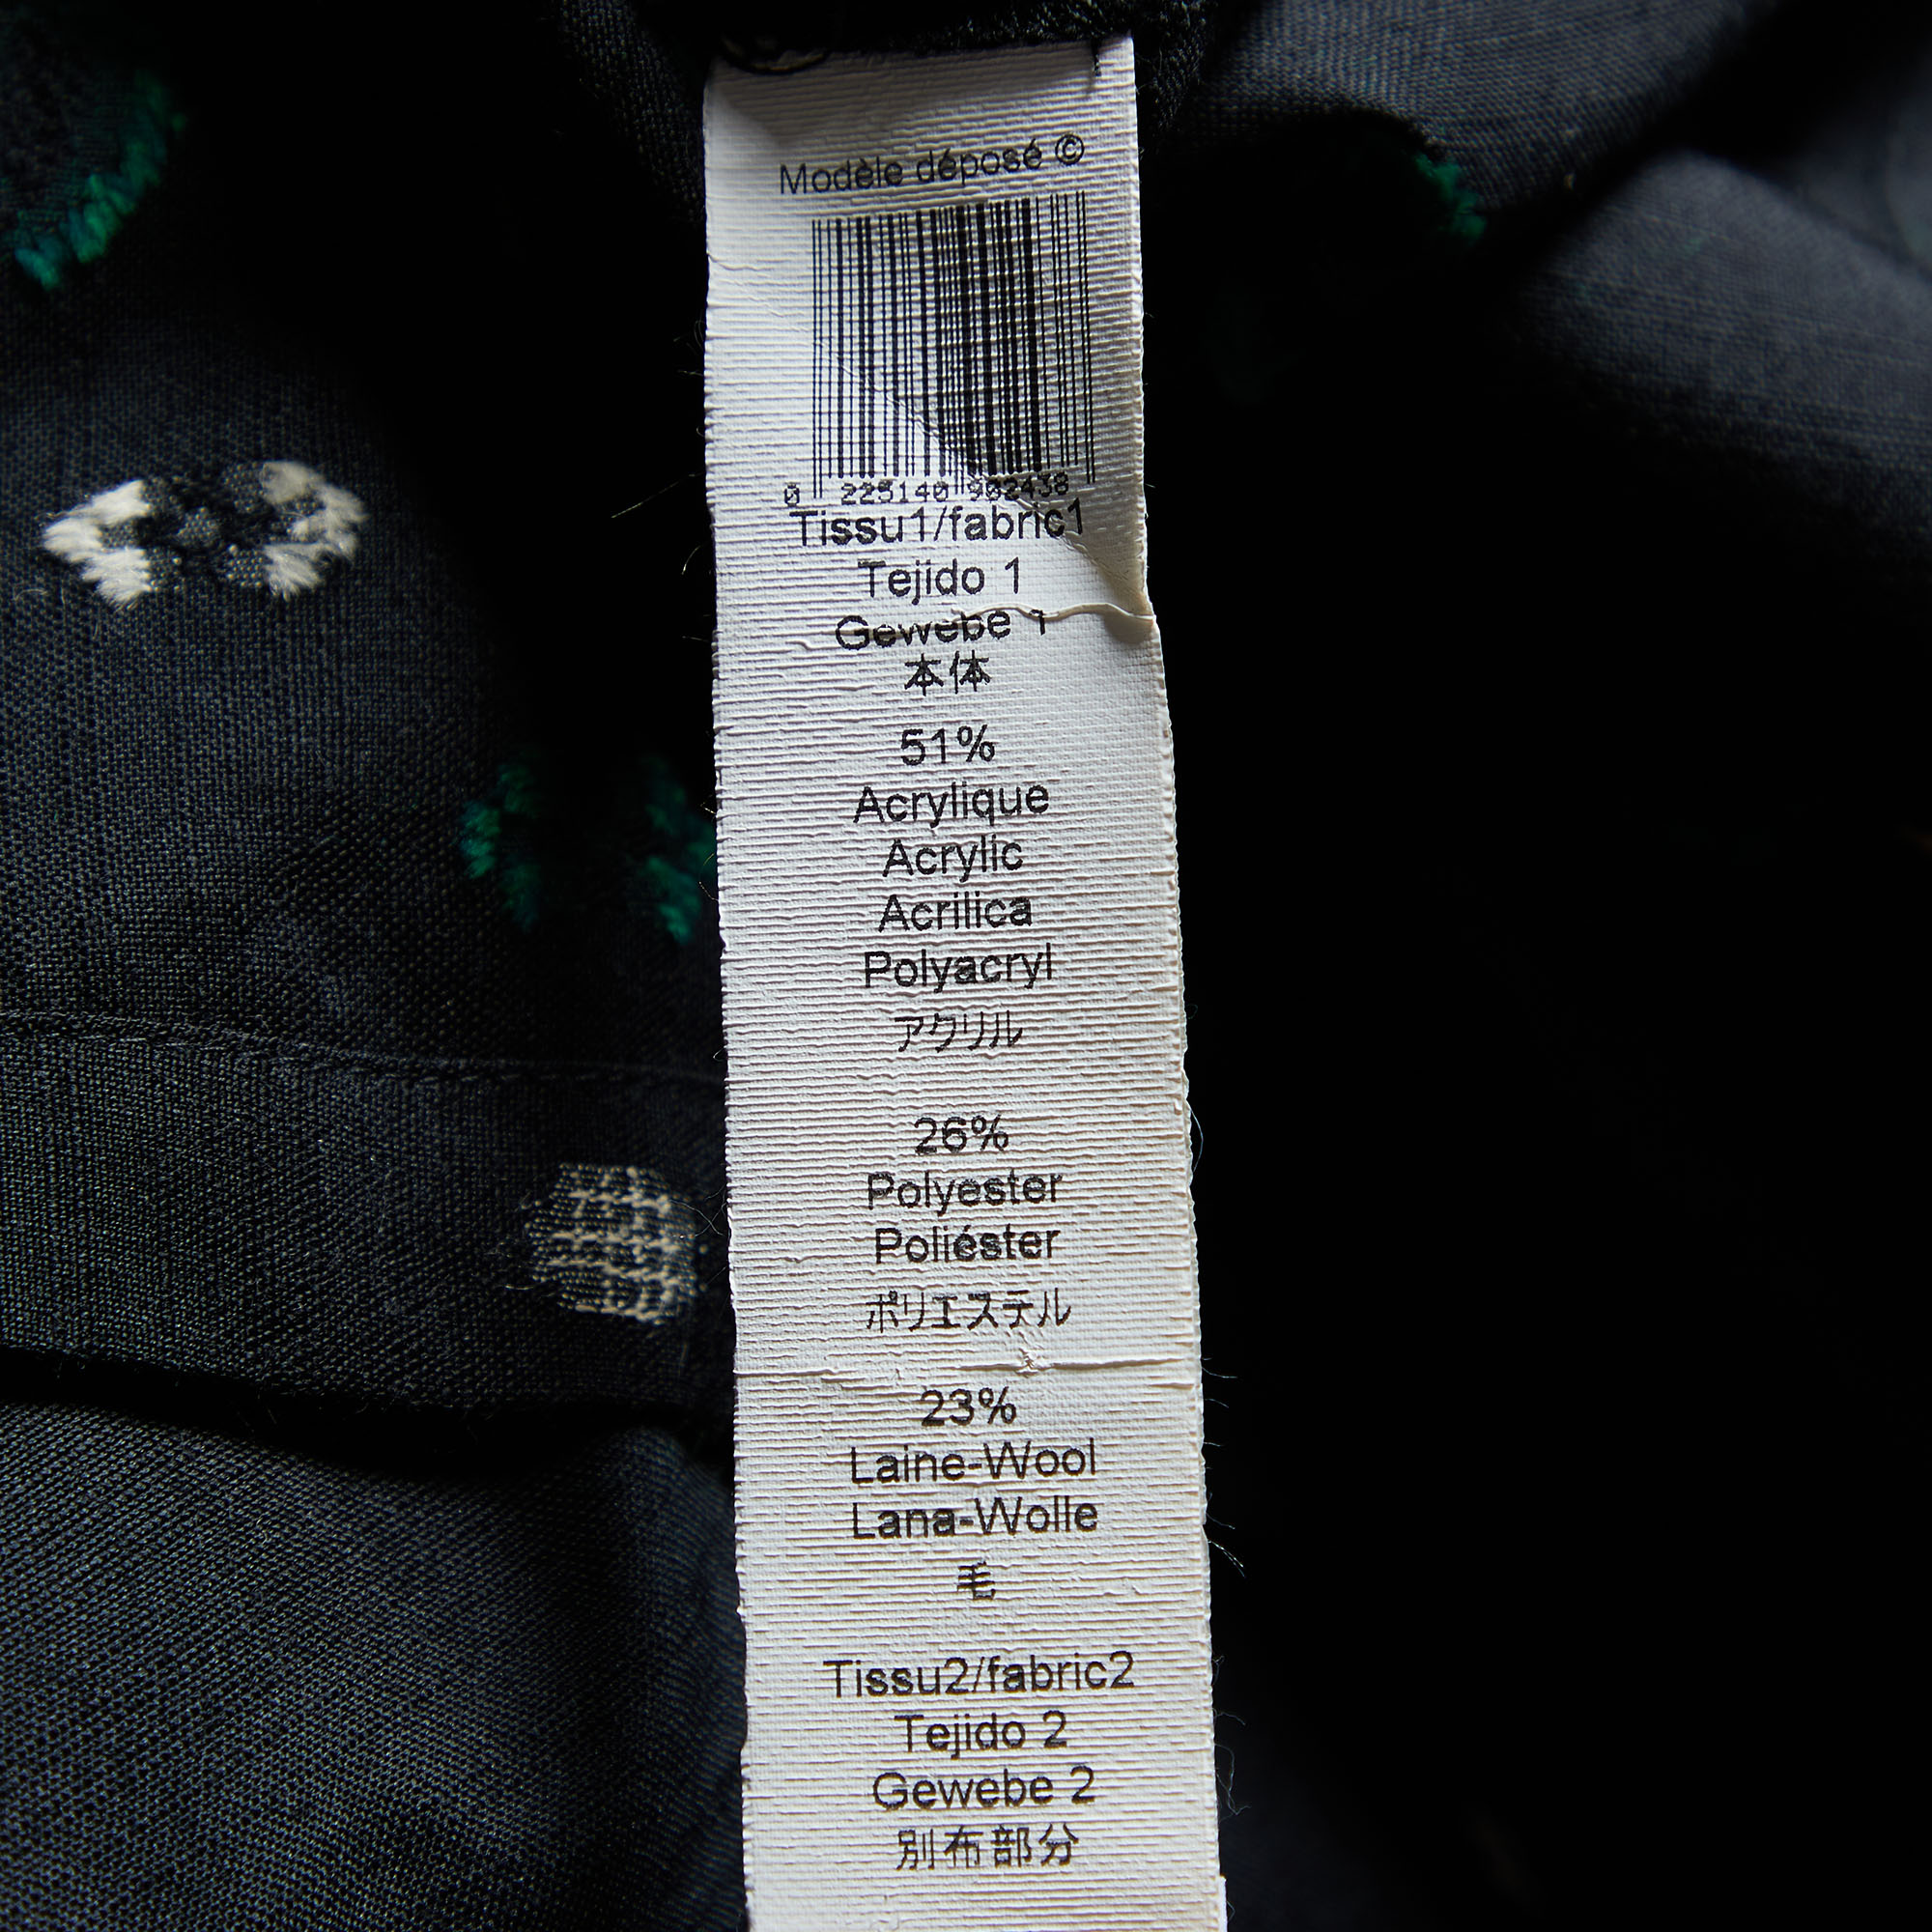 Modèle déposé ©
0 225140 902438
Tissu1/fabric1
Tejido 1
Gewebe 1
本体
51%
Acrylique
Acrylic
Acrilica
Polyacryl
アクリル
26%
Polyester
Poliéster
ポリエステル
23%
Laine-Wool
Lana-Wolle
毛
Tissu2/fabric2
Tejido 2
Gewebe 2
別布部分